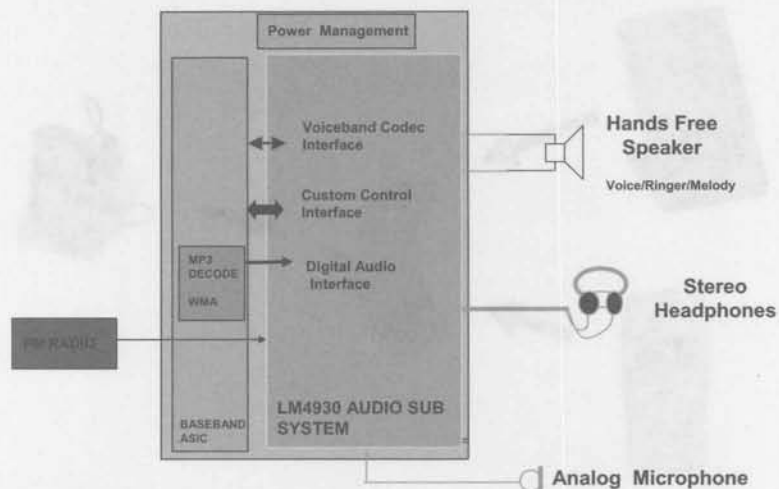 Power Management
Voiceband Codec
Interface
Custom Control
Interface
MP3
DECODE
WMA
Digital Audio
Interface
FM RADIO
LM4930 AUDIO SUB
SYSTEM
BASEBAND
ASIC
Hands Free
Speaker
Voice/Ringer/Melody
Stereo
Headphones
Analog Microphone